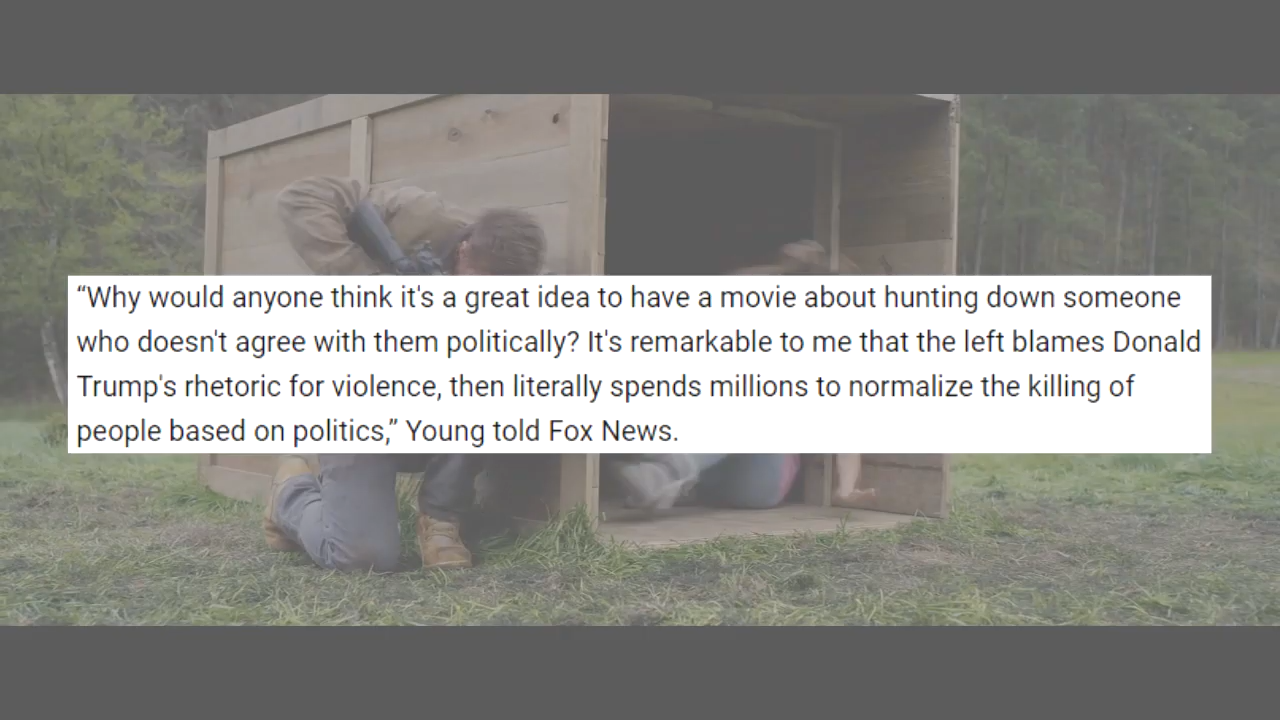 “Why would anyone think it's a great idea to have a movie about hunting down someone
who doesn't agree with them politically? It's remarkable to me that the left blames Donald
Trump's rhetoric for violence, then literally spends millions to normalize the killing of
people based on politics,” Young told Fox News.